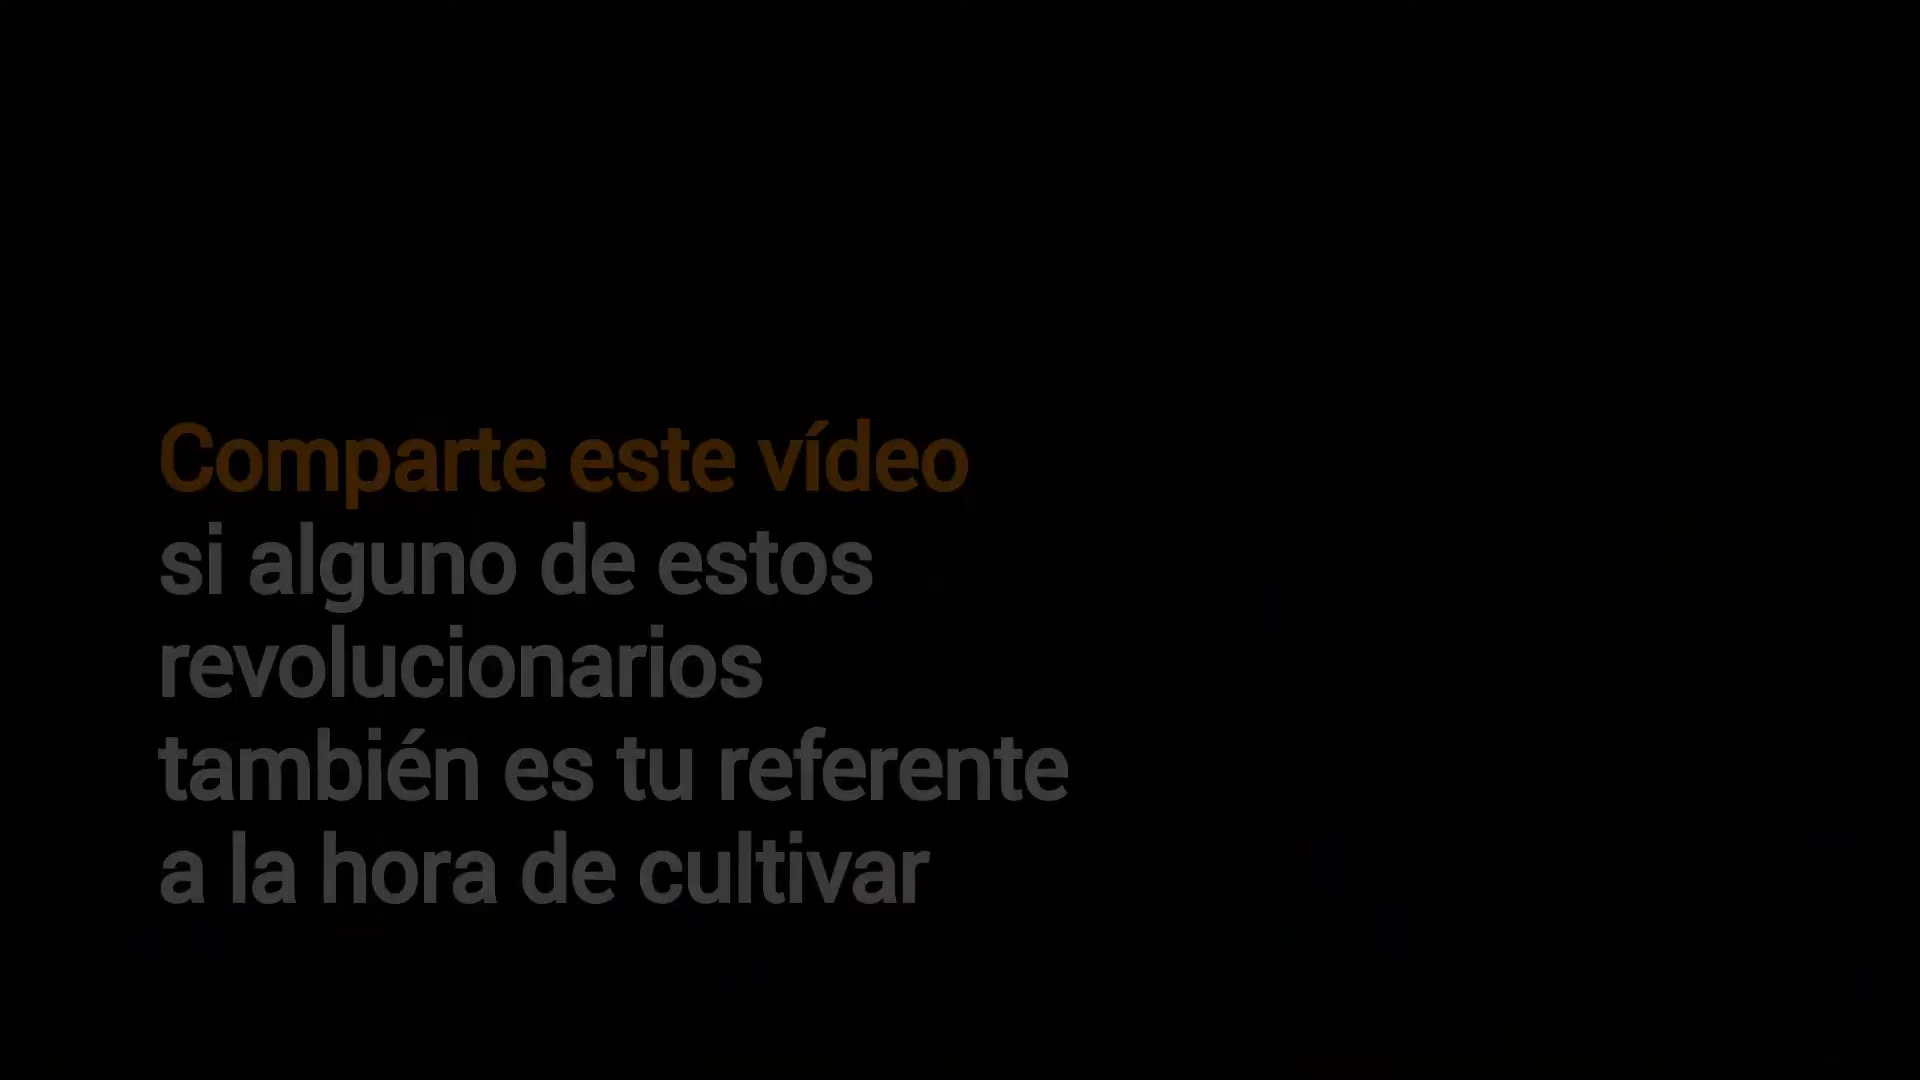 Comparte este vídeo
si alguno de estos
revolucionarios
también es tu referente
a la hora de cultivar